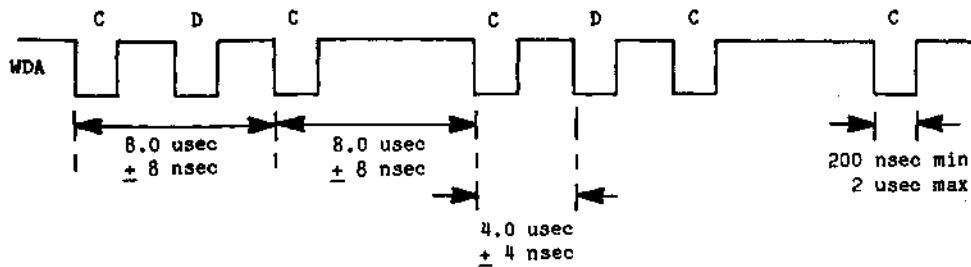 C D C C D C C
WDA
8.0 usec
± 8 nsec
8.0 usec
± 8 nsec
200 nsec min
2 usec max
4.0 usec
± 4 nsec